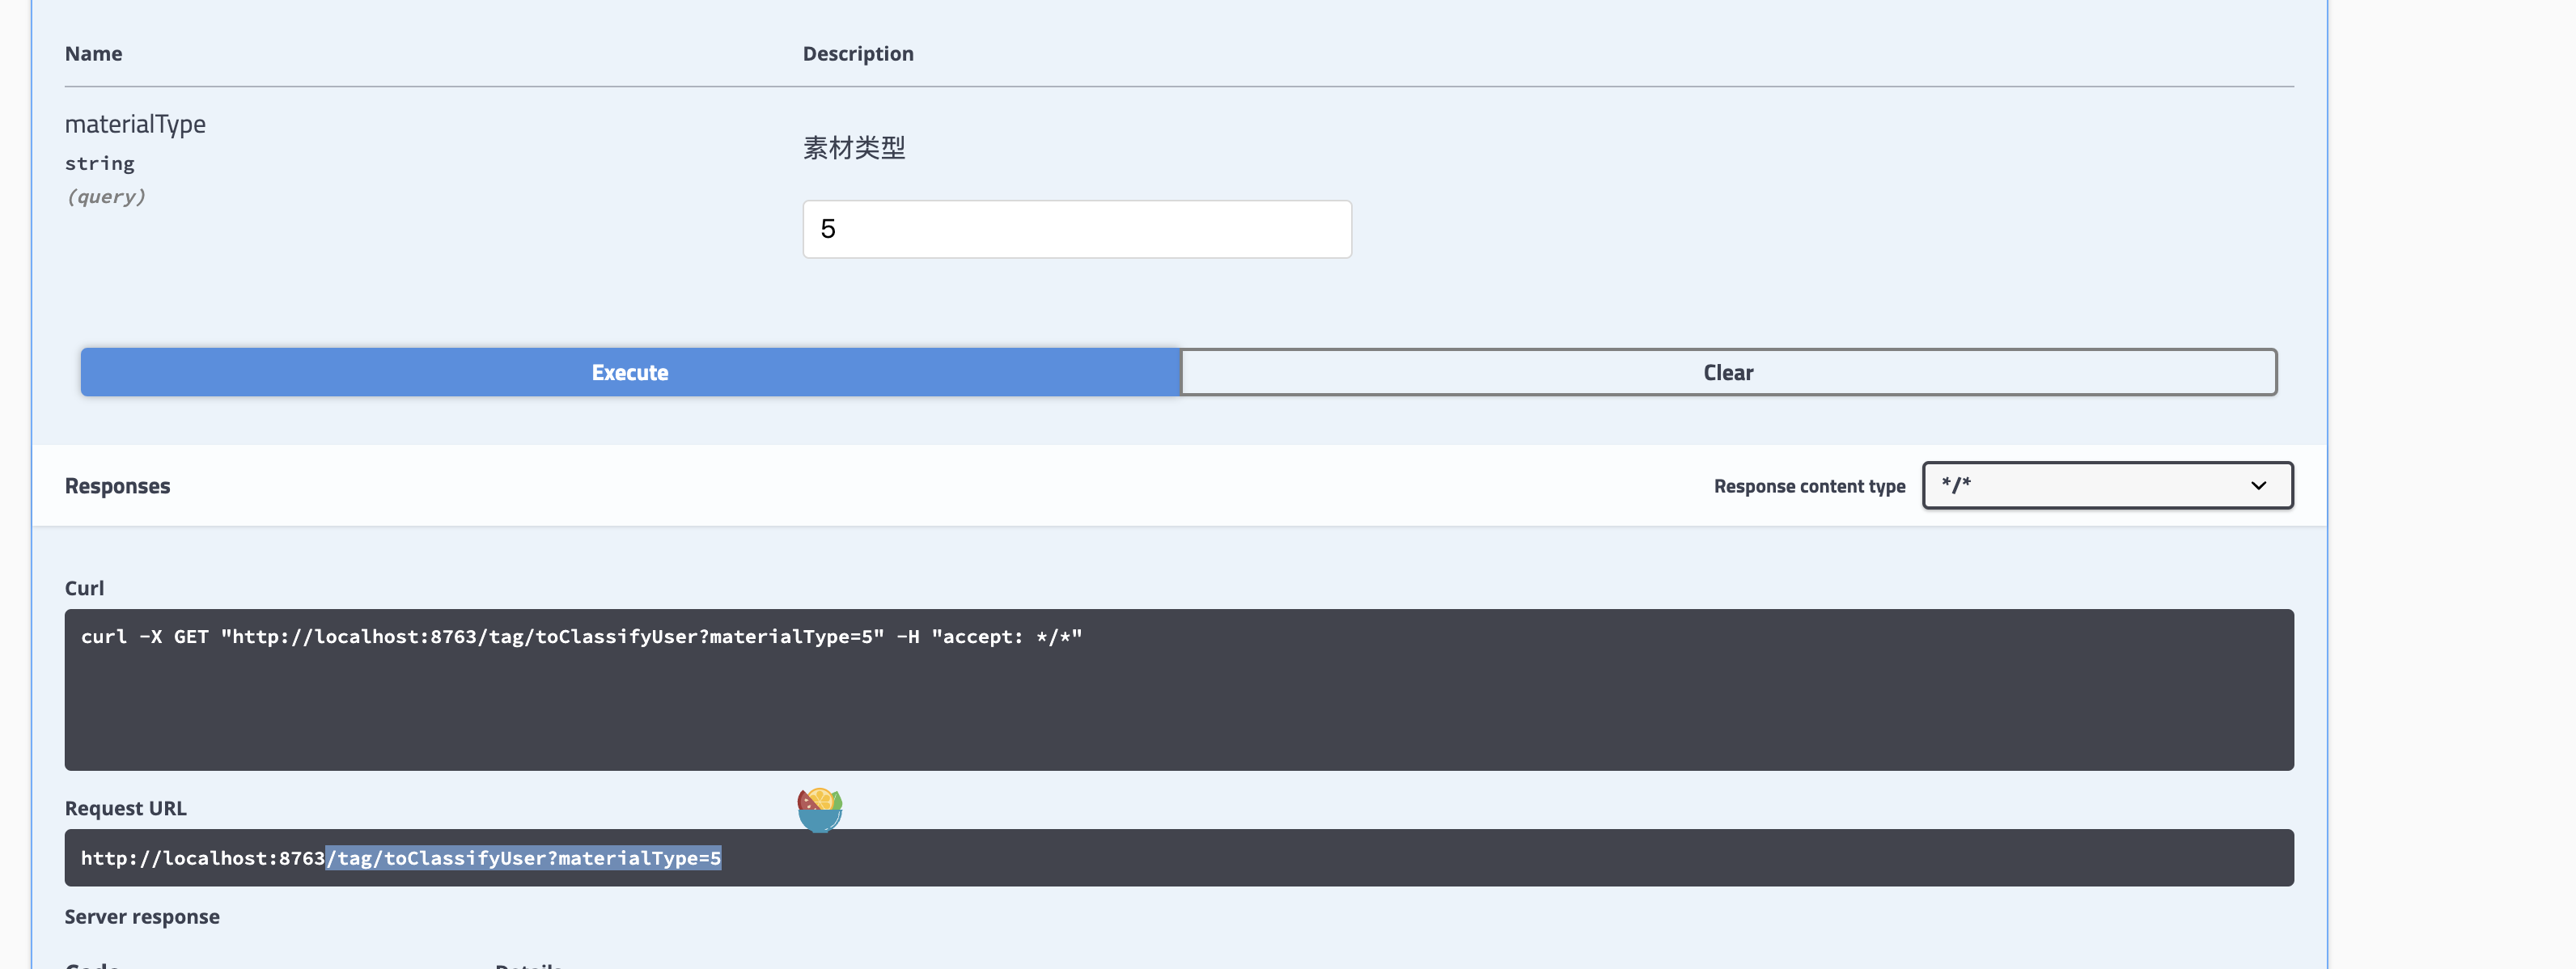 Name Description
materialType
素材类型
string
(query)
5
Execute Clear
Responses Response content type */*
Curl
curl -X GET "http://localhost:8763/tag/toClassifyUser?materialType=5" -H "accept: */*"
Request URL
http://localhost:8763/tag/toClassifyUser?materialType=5
Server response
Code Details